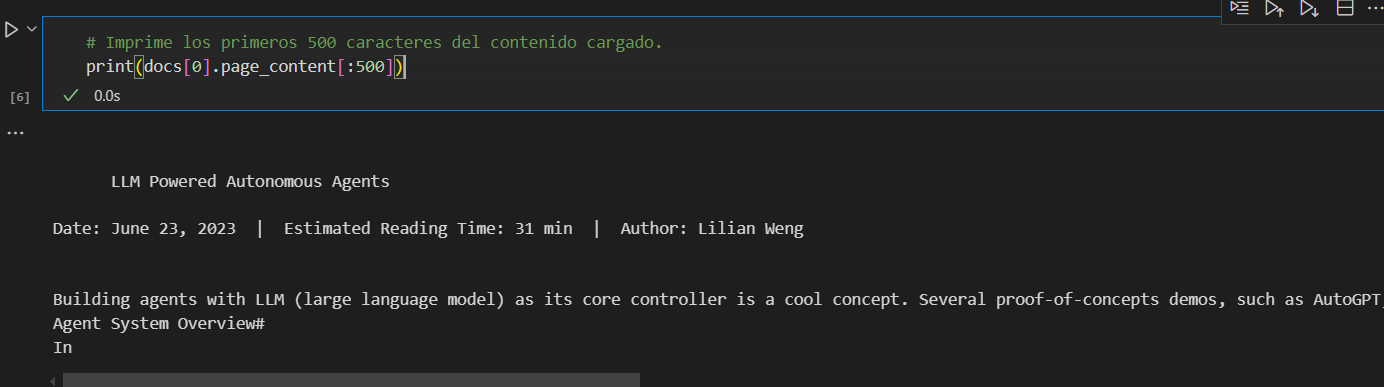 # Imprime los primeros 500 caracteres del contenido cargado.
print(docs[0].page_content[:500])
[6]
0.0s
LLM Powered Autonomous Agents
Date: June 23, 2023 | Estimated Reading Time: 31 min | Author: Lilian Weng
Building agents with LLM (large language model) as its core controller is a cool concept. Several proof-of-concepts demos, such as AutoGPT,
Agent System Overview#
In